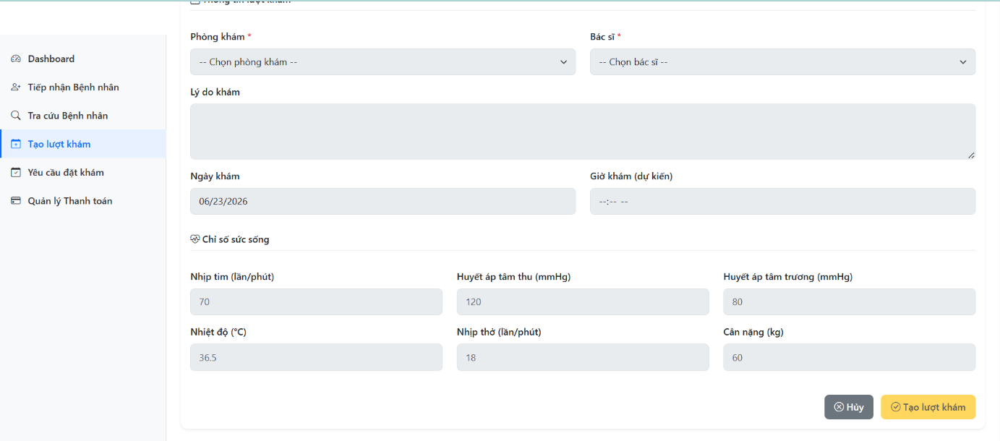 Thông tin lượt khám
Dashboard
Tiếp nhận Bệnh nhân
Tra cứu Bệnh nhân
Tạo lượt khám
Yêu cầu đặt khám
Quản lý Thanh toán
Phòng khám *
Bác sĩ *
-- Chọn phòng khám --
-- Chọn bác sĩ --
Lý do khám
Ngày khám
Giờ khám (dự kiến)
06/23/2026
--:-- --
Chỉ số sức sống
Nhịp tim (lần/phút)
Huyết áp tâm thu (mmHg)
Huyết áp tâm trương (mmHg)
70
120
80
Nhiệt độ (°C)
Nhịp thở (lần/phút)
Cân nặng (kg)
36.5
18
60
Hủy
Tạo lượt khám